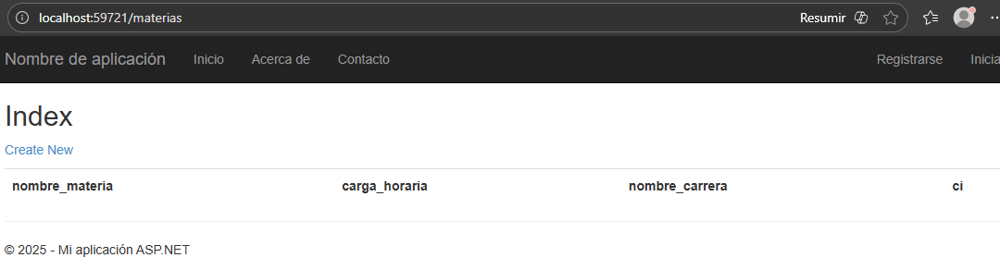 localhost:59721/materias Resumir
Nombre de aplicación Inicio Acerca de Contacto Registrarse Inicia
Index
Create New
nombre_materia carga_horaria nombre_carrera ci
© 2025 - Mi aplicación ASP.NET